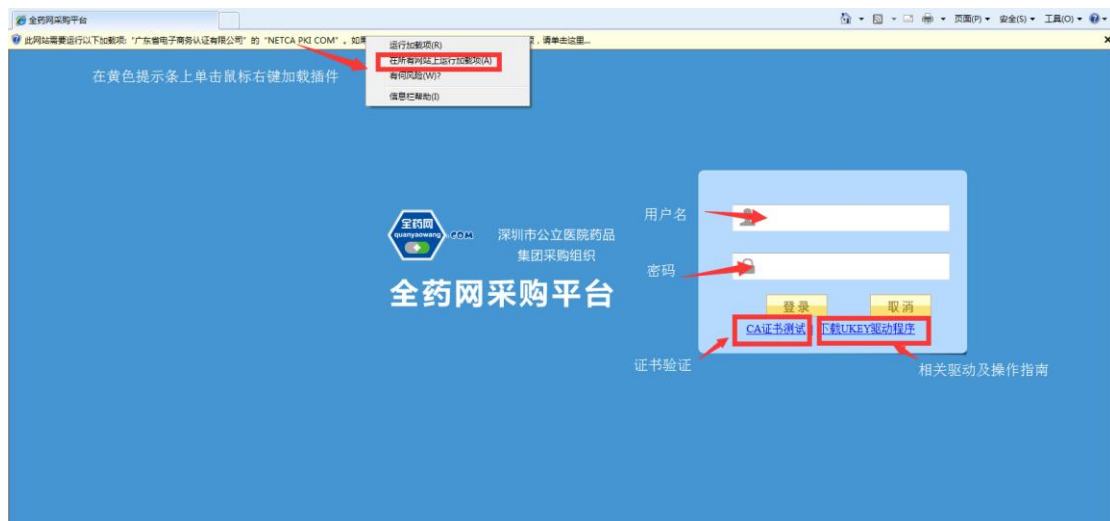 全药网采购平台
页面(P) 安全(S) 工具(O)
此网站需要运行以下加载项: "广东省电子商务认证有限公司" 的 "NETCA PKI COM" 。如果
,请单击这里...
运行加载项(R)
在所有网站上运行加载项(A)
有何风险(W)?
信息栏帮助(I)
在黄色提示条上单击鼠标右键加载插件
全药网
quanyaowang .COM
深圳市公立医院药品
集团采购组织
全药网采购平台
用户名
密码
登录 取消
CA证书测试 下载UKEY驱动程序
证书验证
相关驱动及操作指南